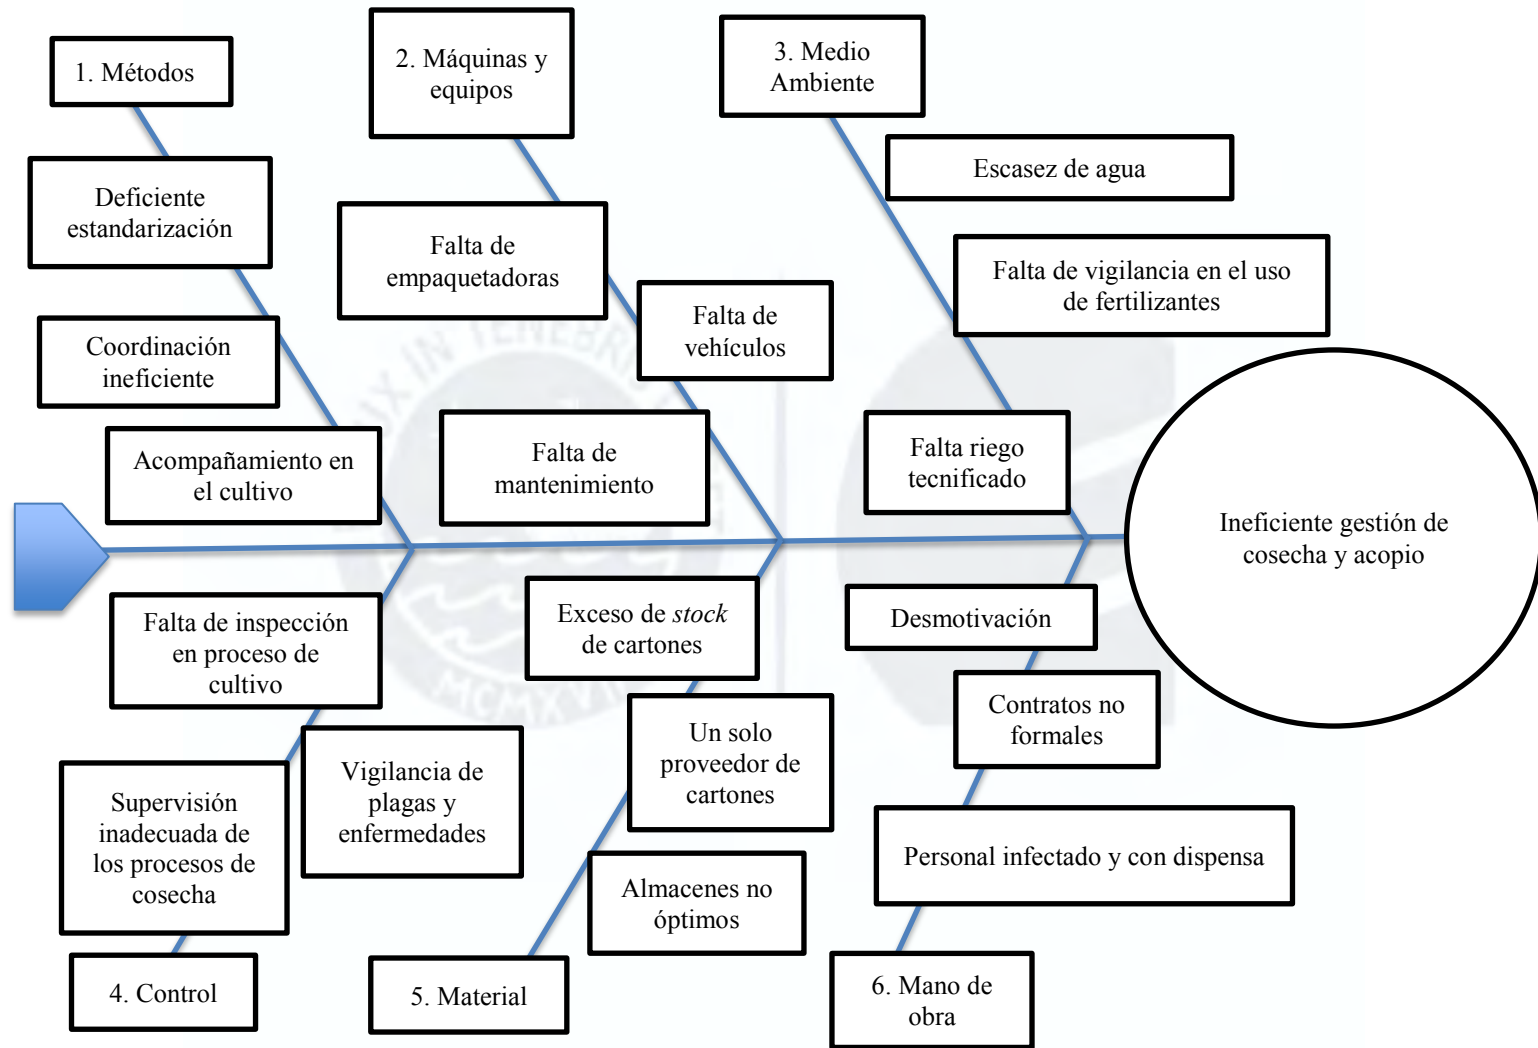 1. Métodos
2. Máquinas y
equipos
3. Medio
Ambiente
Deficiente
estandarización
Falta de
empaquetadoras
Escasez de agua
Coordinación
ineficiente
Falta de
vehículos
Falta de vigilancia en el uso
de fertilizantes
Acompañamiento en
el cultivo
Falta de
mantenimiento
Falta riego
tecnificado
Ineficiente gestión de
cosecha y acopio
Falta de inspección
en proceso de
cultivo
Exceso de stock
de cartones
Desmotivación
Supervisión
inadecuada de
los procesos de
cosecha
Vigilancia de
plagas y
enfermedades
Un solo
proveedor de
cartones
Contratos no
formales
Almacenes no
óptimos
Personal infectado y con dispensa
4. Control
5. Material
6. Mano de
obra
LUX IN TENEBRIS
MCMXVII